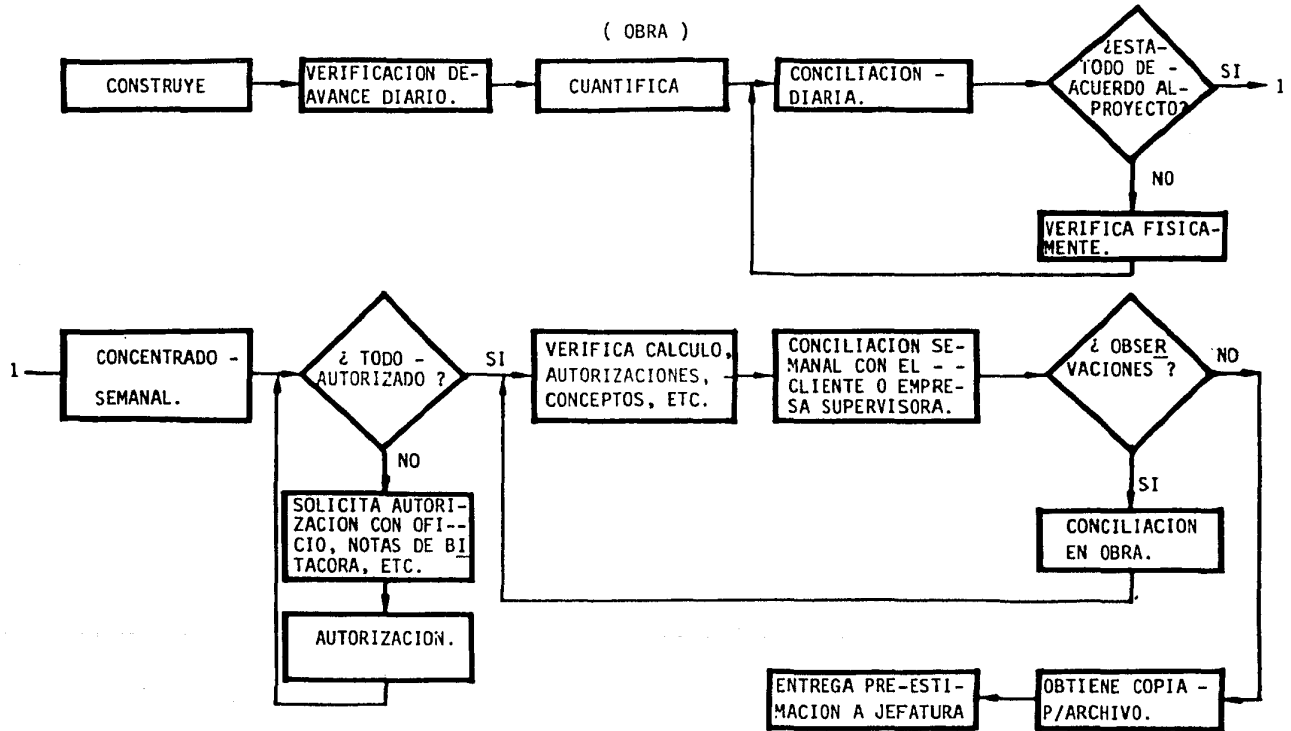 ( OBRA )
CONSTRUYE
VERIFICACION DE-
AVANCE DIARIO.
CUANTIFICA
CONCILIACION -
DIARIA.
¿ESTA-
TODO DE -
ACUERDO AL-
PROYECTO?
SI
1
NO
VERIFICA FISICA-
MENTE.
1
CONCENTRADO -
SEMANAL.
¿ TODO -
AUTORIZADO ?
SI
NO
SOLICITA AUTORI-
ZACION CON OFI--
CIO, NOTAS DE BI
TACORA, ETC.
AUTORIZACION.
VERIFICA CALCULO,
AUTORIZACIONES,
CONCEPTOS, ETC.
CONCILIACION SE-
MANAL CON EL - -
CLIENTE O EMPRE-
SA SUPERVISORA.
¿ OBSER
VACIONES ?
NO
SI
CONCILIACION
EN OBRA.
OBTIENE COPIA -
P/ARCHIVO.
ENTREGA PRE-ESTI-
MACION A JEFATURA